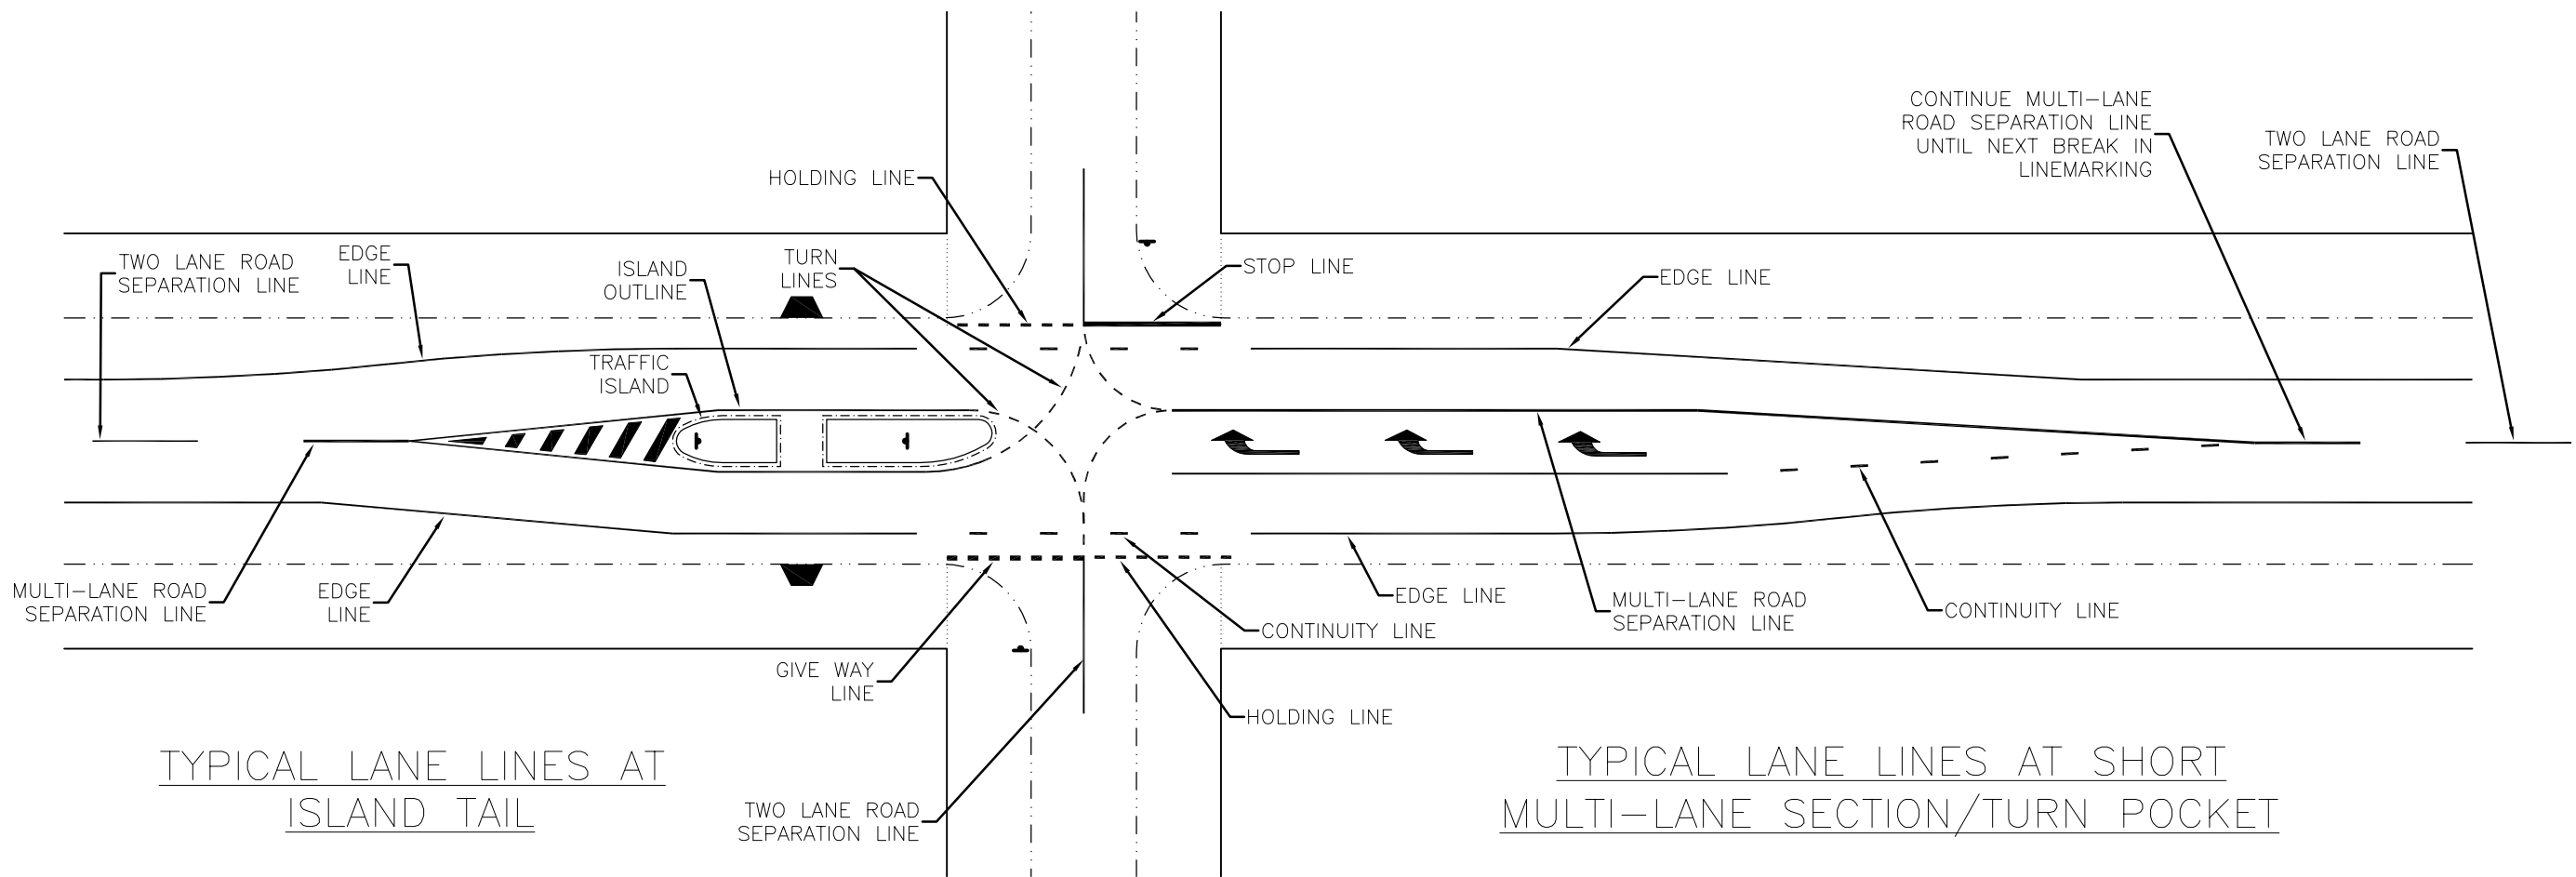 CONTINUE MULTI-LANE
ROAD SEPARATION LINE
UNTIL NEXT BREAK IN
LINEMARKING
TWO LANE ROAD
SEPARATION LINE
HOLDING LINE
TWO LANE ROAD
SEPARATION LINE
EDGE
LINE
ISLAND
OUTLINE
TURN
LINES
STOP LINE
EDGE LINE
TRAFFIC
ISLAND
MULTI-LANE ROAD
SEPARATION LINE
EDGE
LINE
GIVE WAY
LINE
CONTINUITY LINE
EDGE LINE
MULTI-LANE ROAD
SEPARATION LINE
CONTINUITY LINE
HOLDING LINE
TWO LANE ROAD
SEPARATION LINE
TYPICAL LANE LINES AT
ISLAND TAIL
TYPICAL LANE LINES AT SHORT
MULTI-LANE SECTION/TURN POCKET